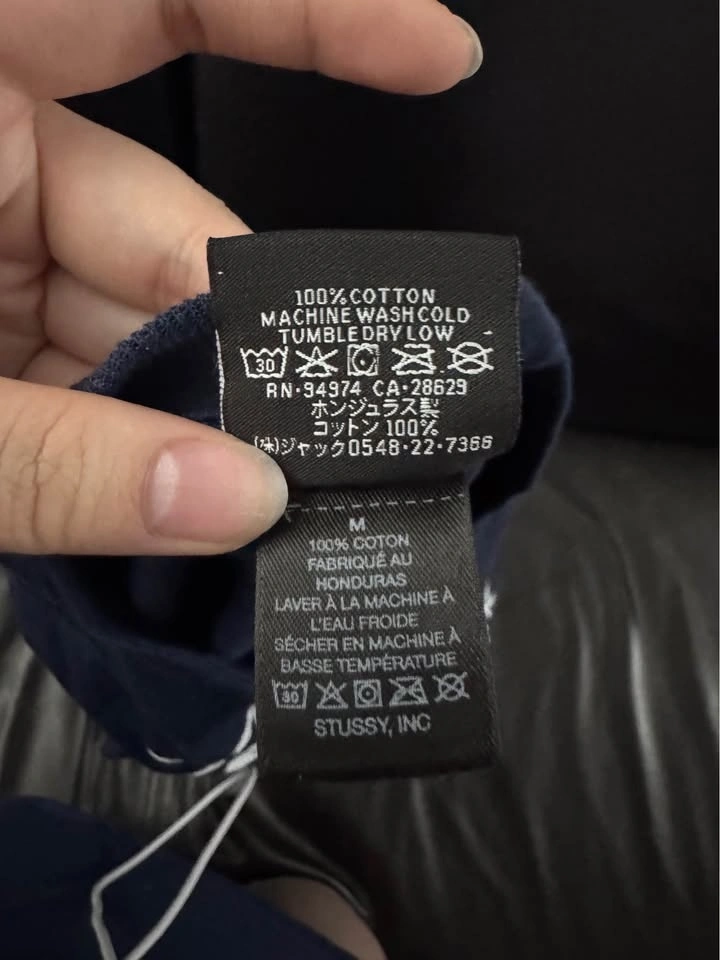 100% COTTON
MACHINE WASH COLD
TUMBLE DRY LOW
30
RN·94974 CA·28629
ホンジュラス製
コットン 100%
(株)ジャック0548·22·7366
M
100% COTON
FABRIQUÉ AU
HONDURAS
LAVER À LA MACHINE À
L'EAU FROIDE
SÉCHER EN MACHINE À
BASSE TEMPÉRATURE
30
STUSSY, INC